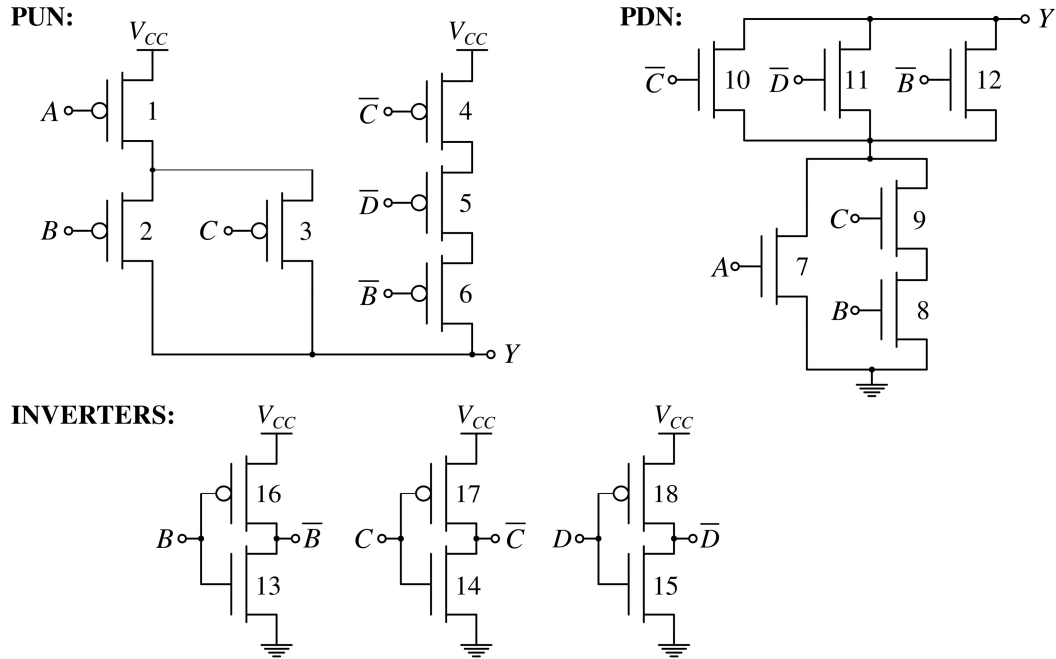 PUN:
V_CC
A 1
B 2
C 3
V_CC
C̅ 4
D̅ 5
B̅ 6
Y
PDN:
Y
C̅ 10 D̅ 11 B̅ 12
C 9
A 7
B 8
INVERTERS:
V_CC V_CC V_CC
16 17 18
B B̅ C C̅ D D̅
13 14 15